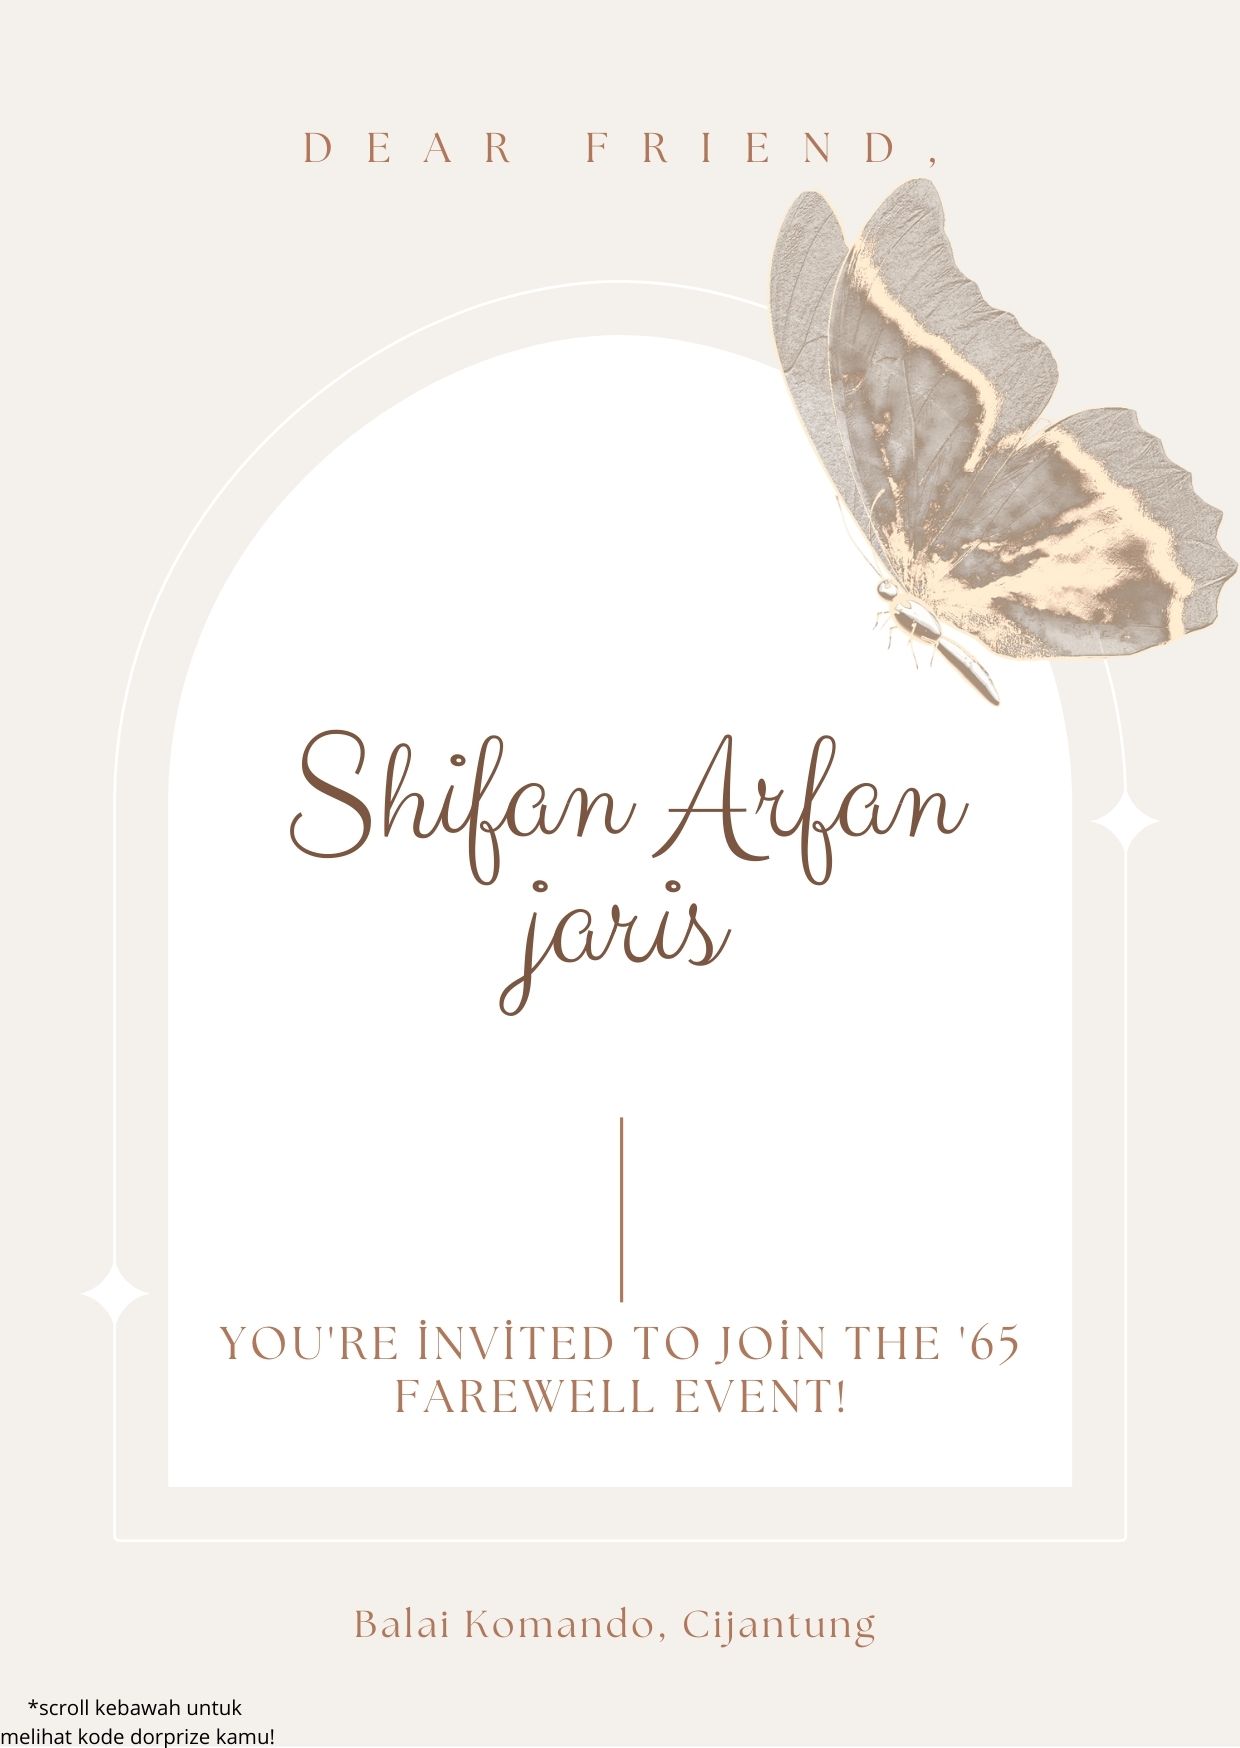 DEAR FRIEND,
Shifan Arfan
jaris
YOU'RE İNVİTED TO JOİN THE '65
FAREWELL EVENT!
Balai Komando, Cijantung
*scroll kebawah untuk
melihat kode dorprize kamu!